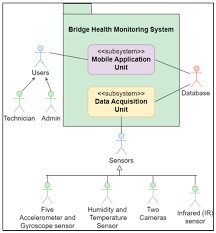 Bridge Health Monitoring System
<<subsystem>>
Mobile Application
Unit
Users
<<subsystem>>
Data Acquisition
Unit
Database
Technician
Admin
Sensors
Five
Accelerometer and
Gyroscope sensor
Humidity and
Temperature
Sensor
Two
Cameras
Infrared (IR)
sensor